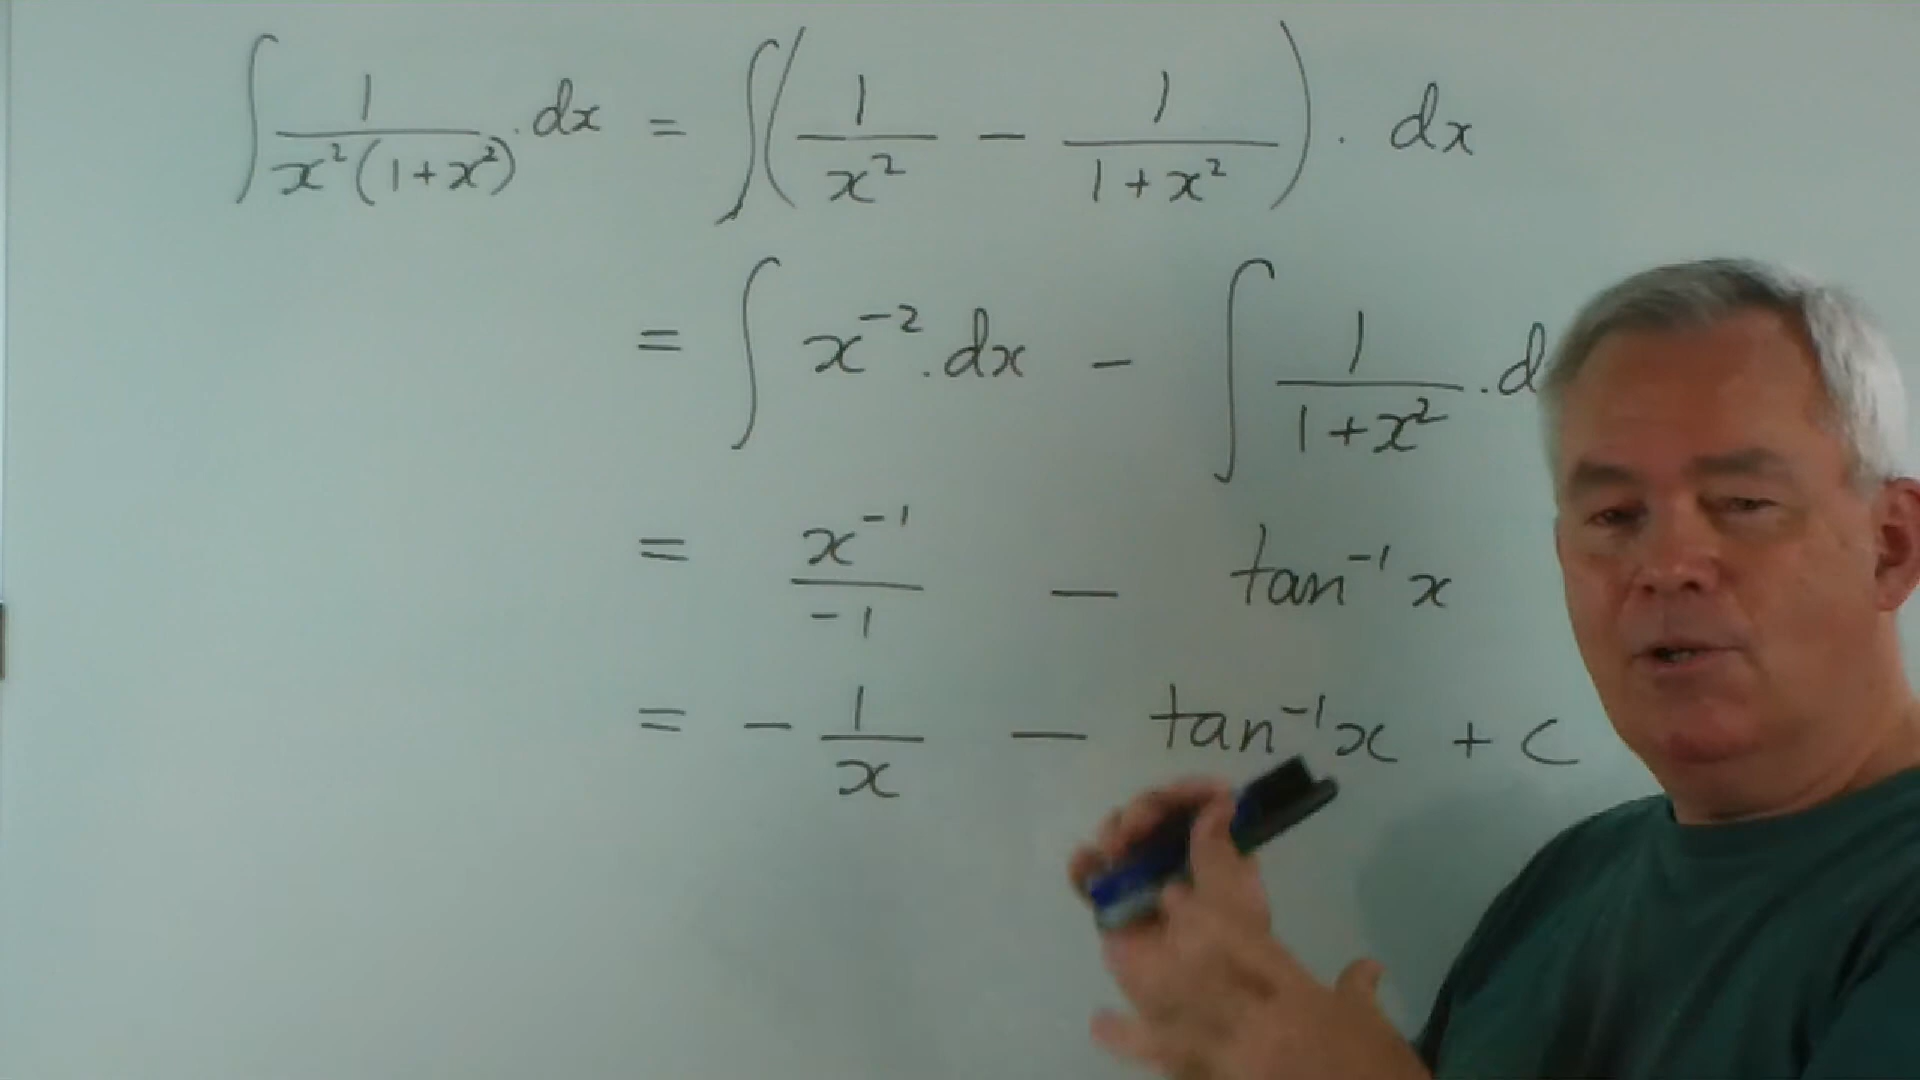 ∫ 1/(x²(1+x²)) . dx = ∫(1/x² − 1/(1+x²)) . dx
= ∫ x⁻² . dx − ∫ 1/(1+x²) . d
= x⁻¹/−1 − tan⁻¹ x
= − 1/x − tan⁻¹ x + c